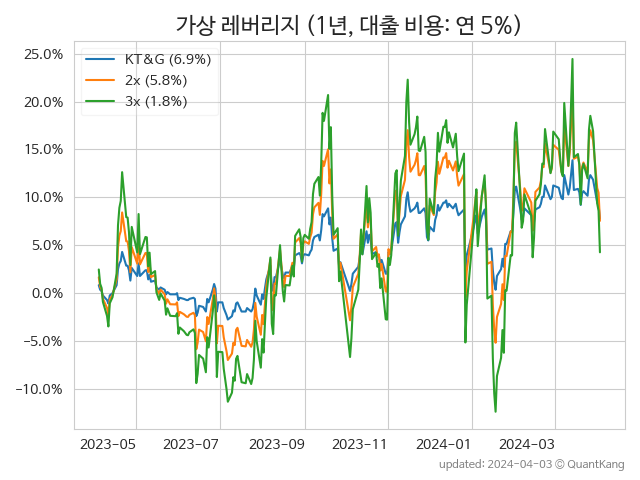 가상 레버리지 (1년, 대출 비용: 연 5%)
25.0%
20.0%
15.0%
10.0%
5.0%
0.0%
−5.0%
−10.0%
KT&G (6.9%)
2x (5.8%)
3x (1.8%)
2023-05 2023-07 2023-09 2023-11 2024-01 2024-03
updated: 2024-04-03 © QuantKang